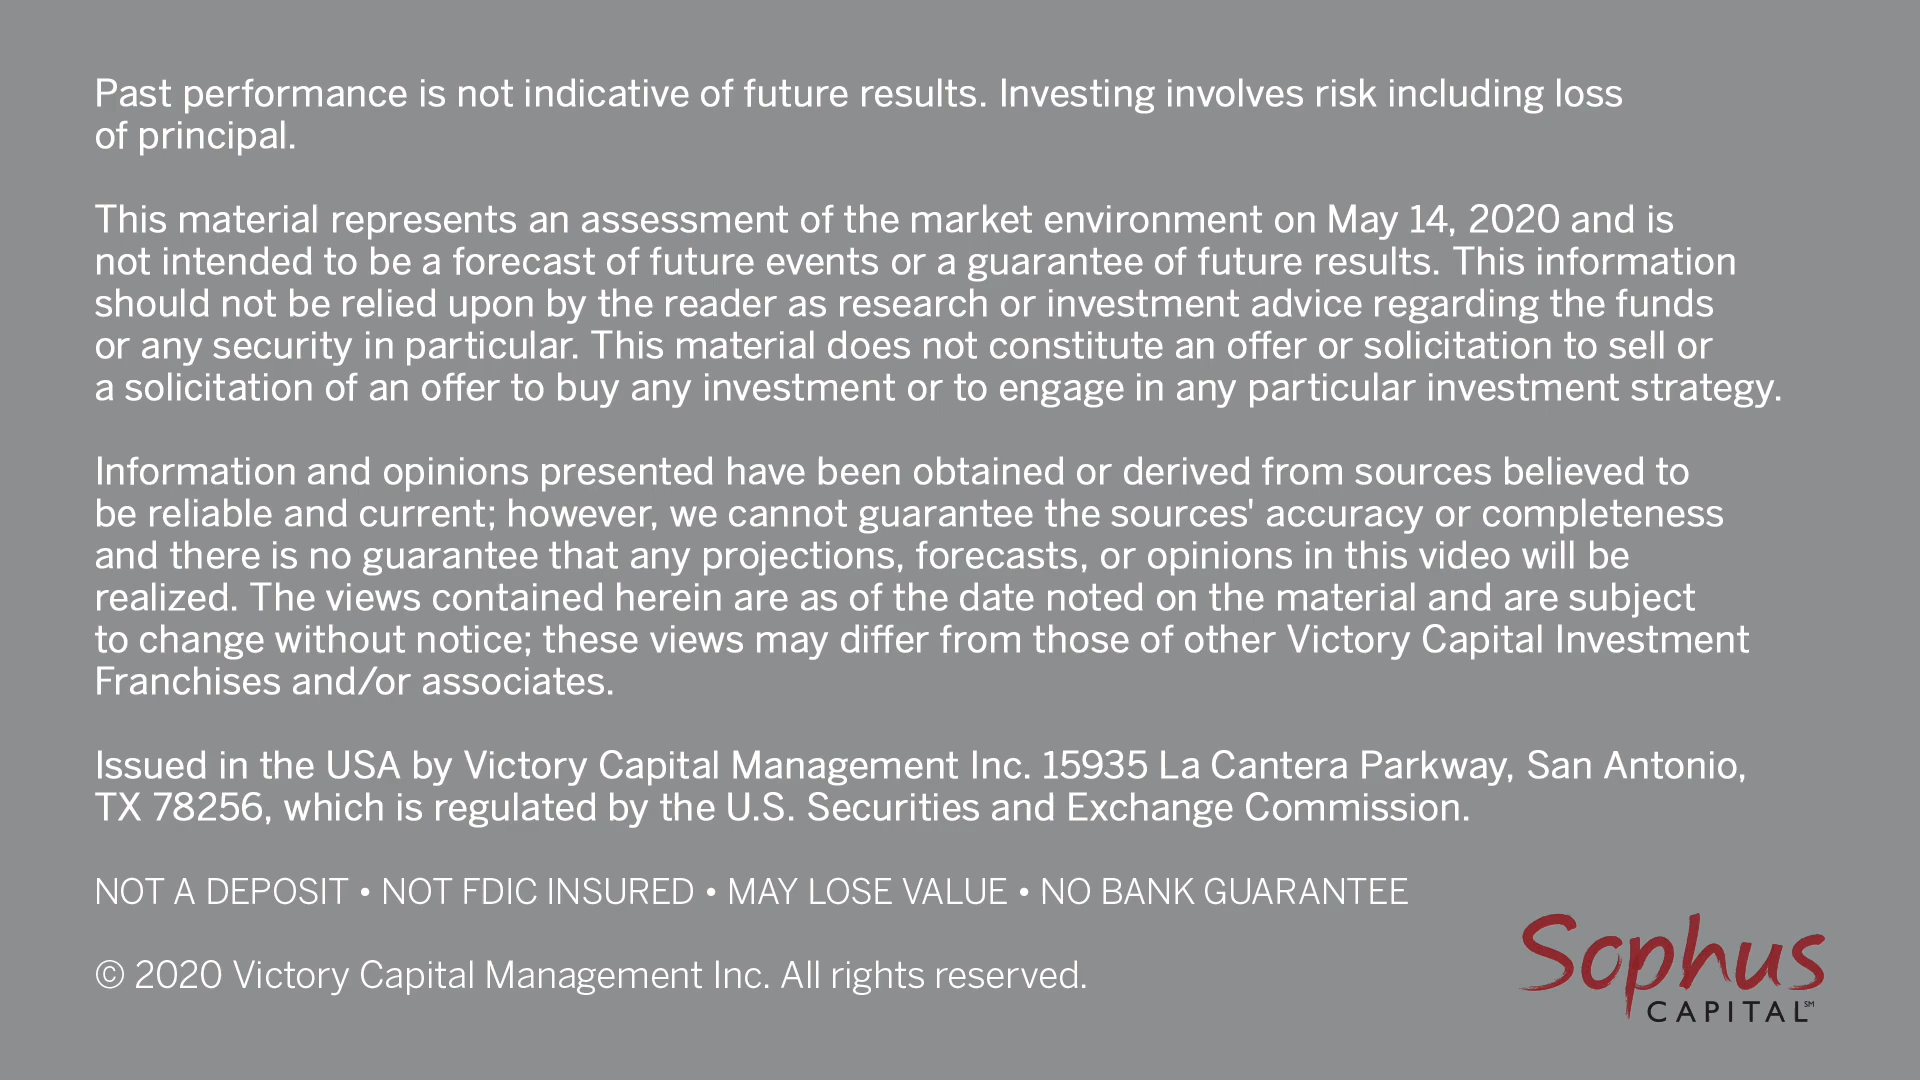 Past performance is not indicative of future results. Investing involves risk including loss
of principal.
This material represents an assessment of the market environment on May 14, 2020 and is
not intended to be a forecast of future events or a guarantee of future results. This information
should not be relied upon by the reader as research or investment advice regarding the funds
or any security in particular. This material does not constitute an offer or solicitation to sell or
a solicitation of an offer to buy any investment or to engage in any particular investment strategy.
Information and opinions presented have been obtained or derived from sources believed to
be reliable and current; however, we cannot guarantee the sources' accuracy or completeness
and there is no guarantee that any projections, forecasts, or opinions in this video will be
realized. The views contained herein are as of the date noted on the material and are subject
to change without notice; these views may differ from those of other Victory Capital Investment
Franchises and/or associates.
Issued in the USA by Victory Capital Management Inc. 15935 La Cantera Parkway, San Antonio,
TX 78256, which is regulated by the U.S. Securities and Exchange Commission.
NOT A DEPOSIT • NOT FDIC INSURED • MAY LOSE VALUE • NO BANK GUARANTEE
© 2020 Victory Capital Management Inc. All rights reserved.
Sophus
CAPITAL℠